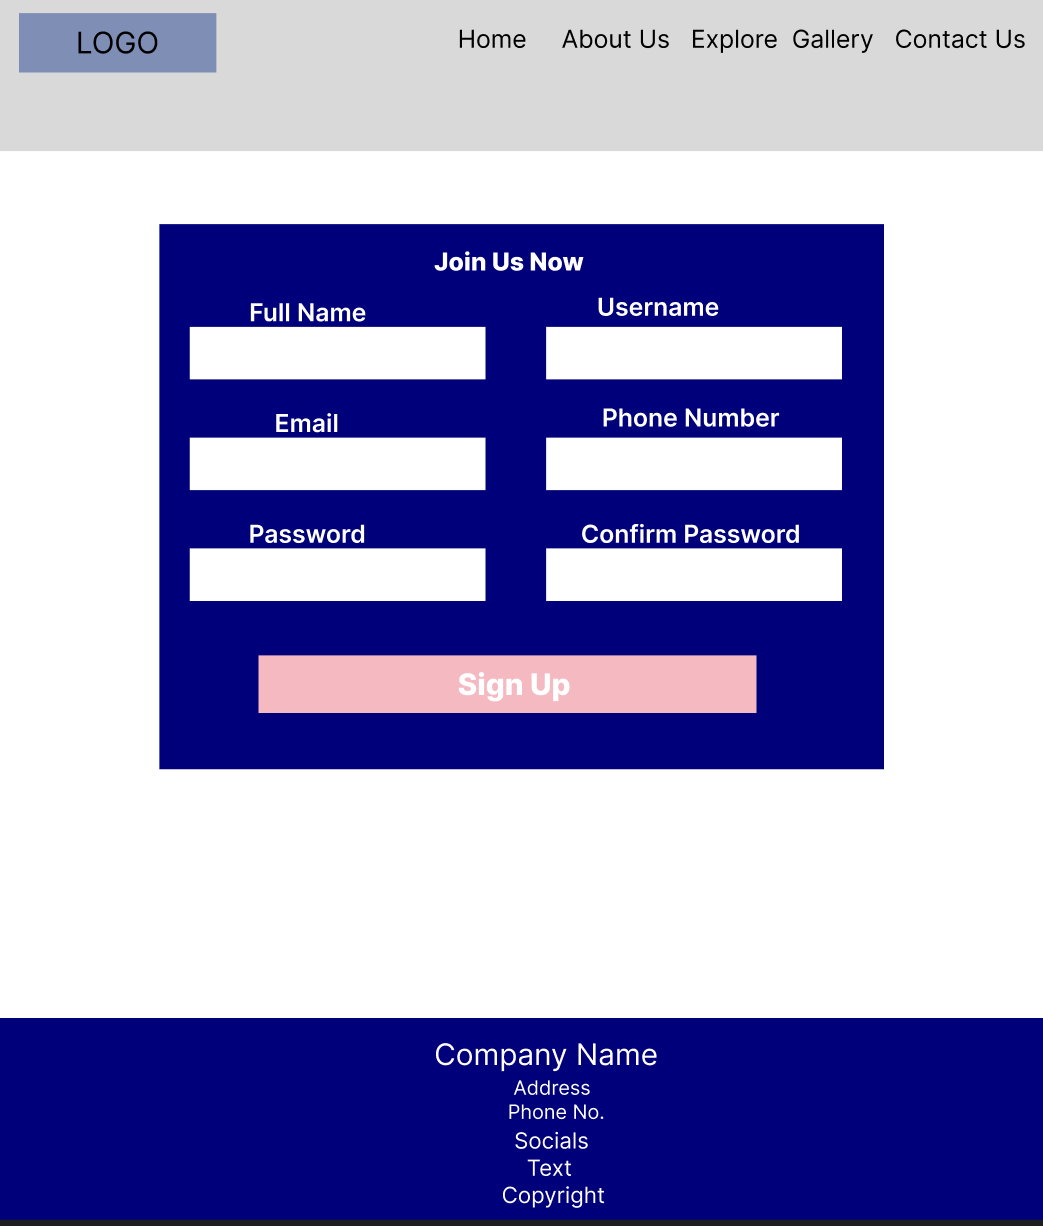 LOGO
Home About Us Explore Gallery Contact Us
Join Us Now
Full Name
Username
Email
Phone Number
Password
Confirm Password
Sign Up
Company Name
Address
Phone No.
Socials
Text
Copyright